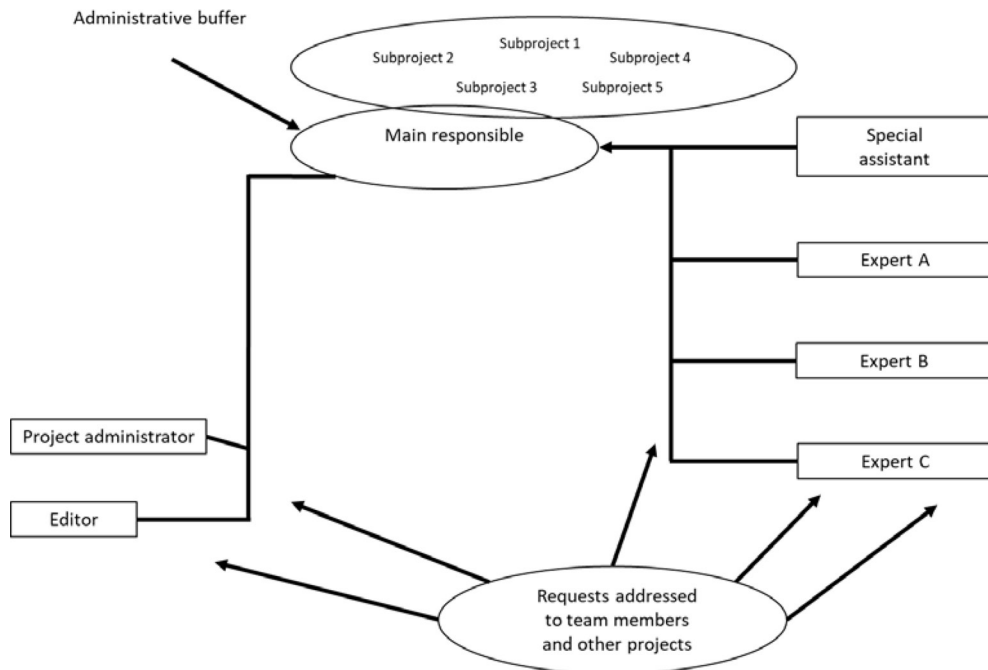 Administrative buffer
Subproject 1
Subproject 2
Subproject 4
Subproject 3
Subproject 5
Main responsible
Special
assistant
Expert A
Expert B
Project administrator
Expert C
Editor
Requests addressed
to team members
and other projects